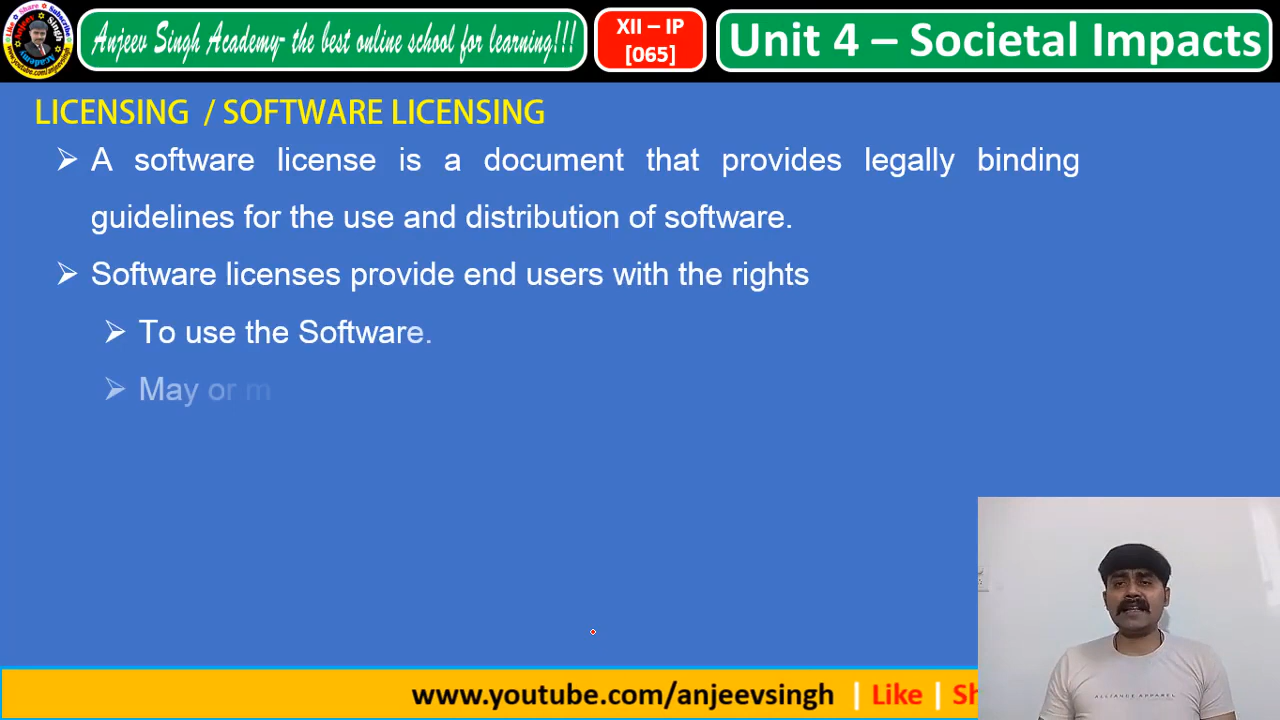 Anjeev Singh Academy- the best online school for learning!!!
XII – IP
[065]
Unit 4 – Societal Impacts
LICENSING / SOFTWARE LICENSING
➢ A software license is a document that provides legally binding
guidelines for the use and distribution of software.
➢ Software licenses provide end users with the rights
➢ To use the Software.
➢ May or m
www.youtube.com/anjeevsingh | Like | Sh
ALLIANCE APPAREL